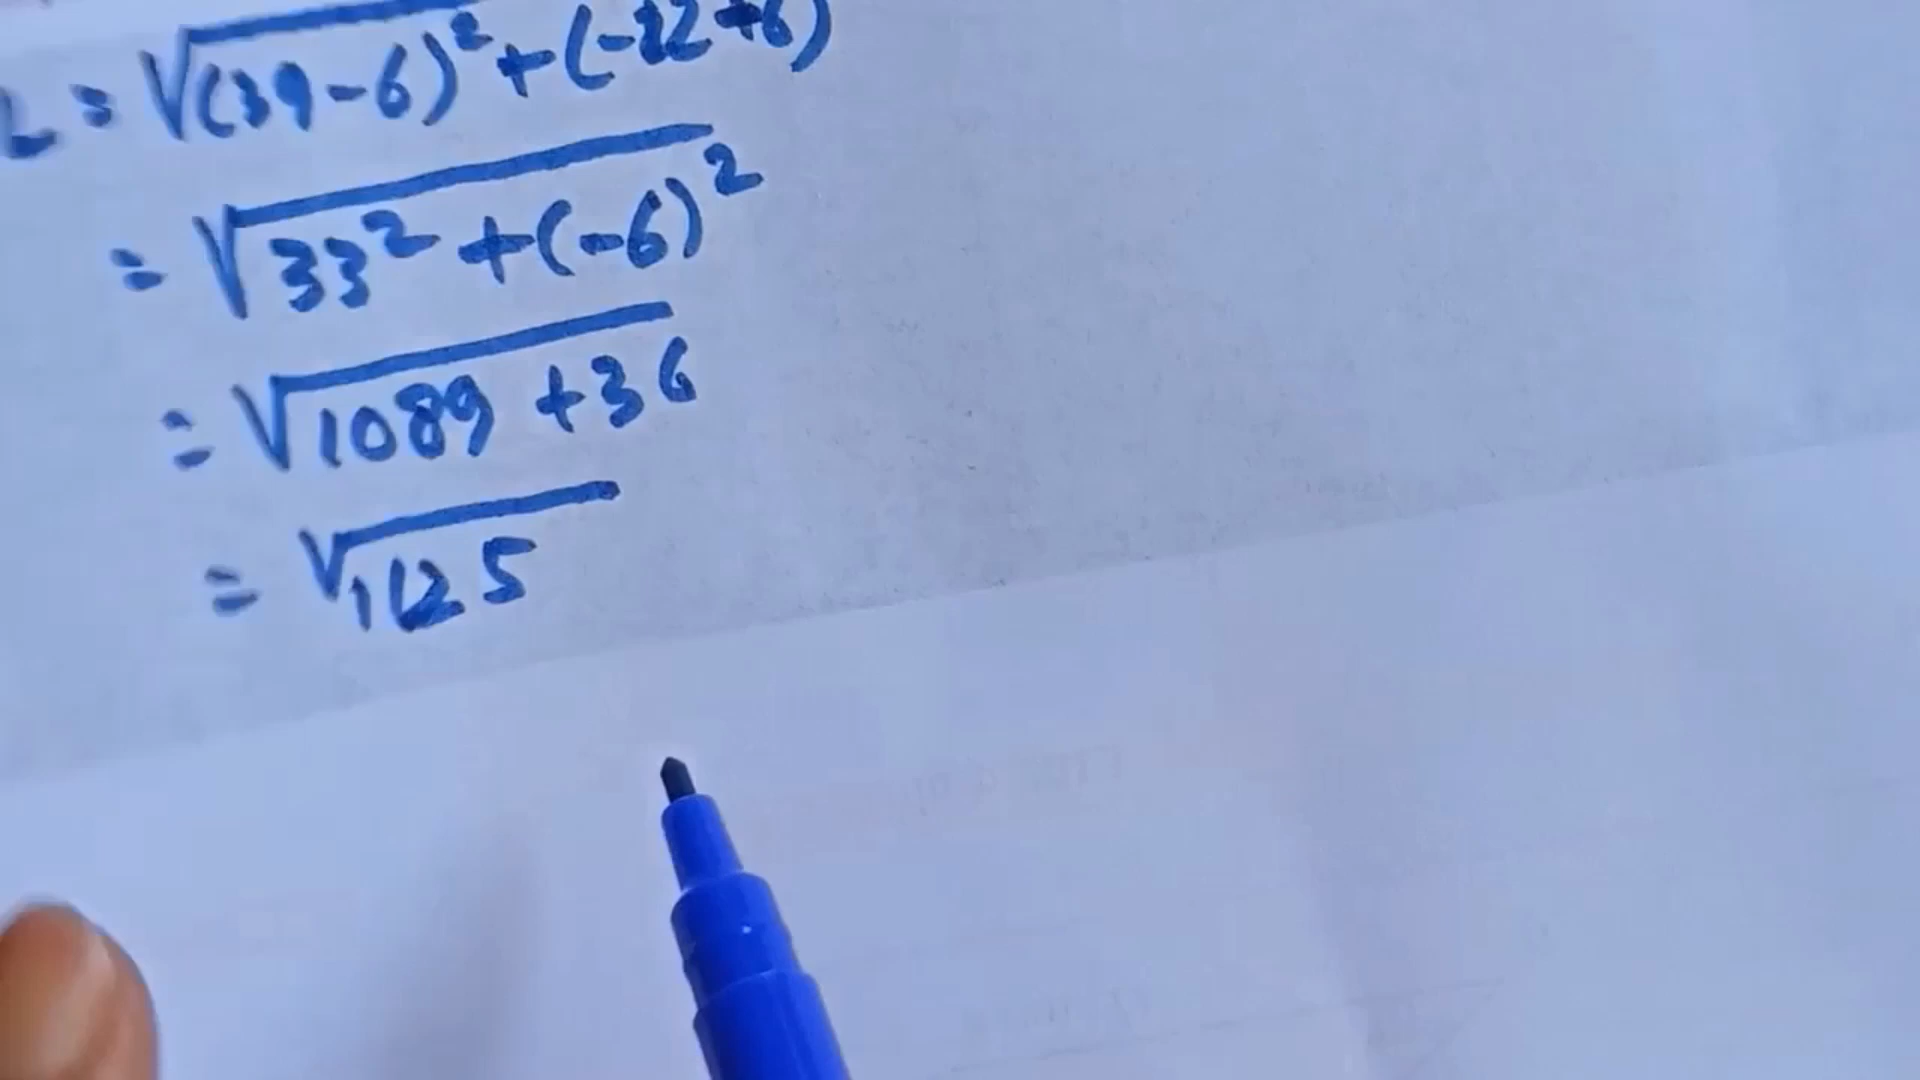 L = √(39-6)² + (-12+6)
= √33² + (-6)²
= √1089 + 36
= √1125